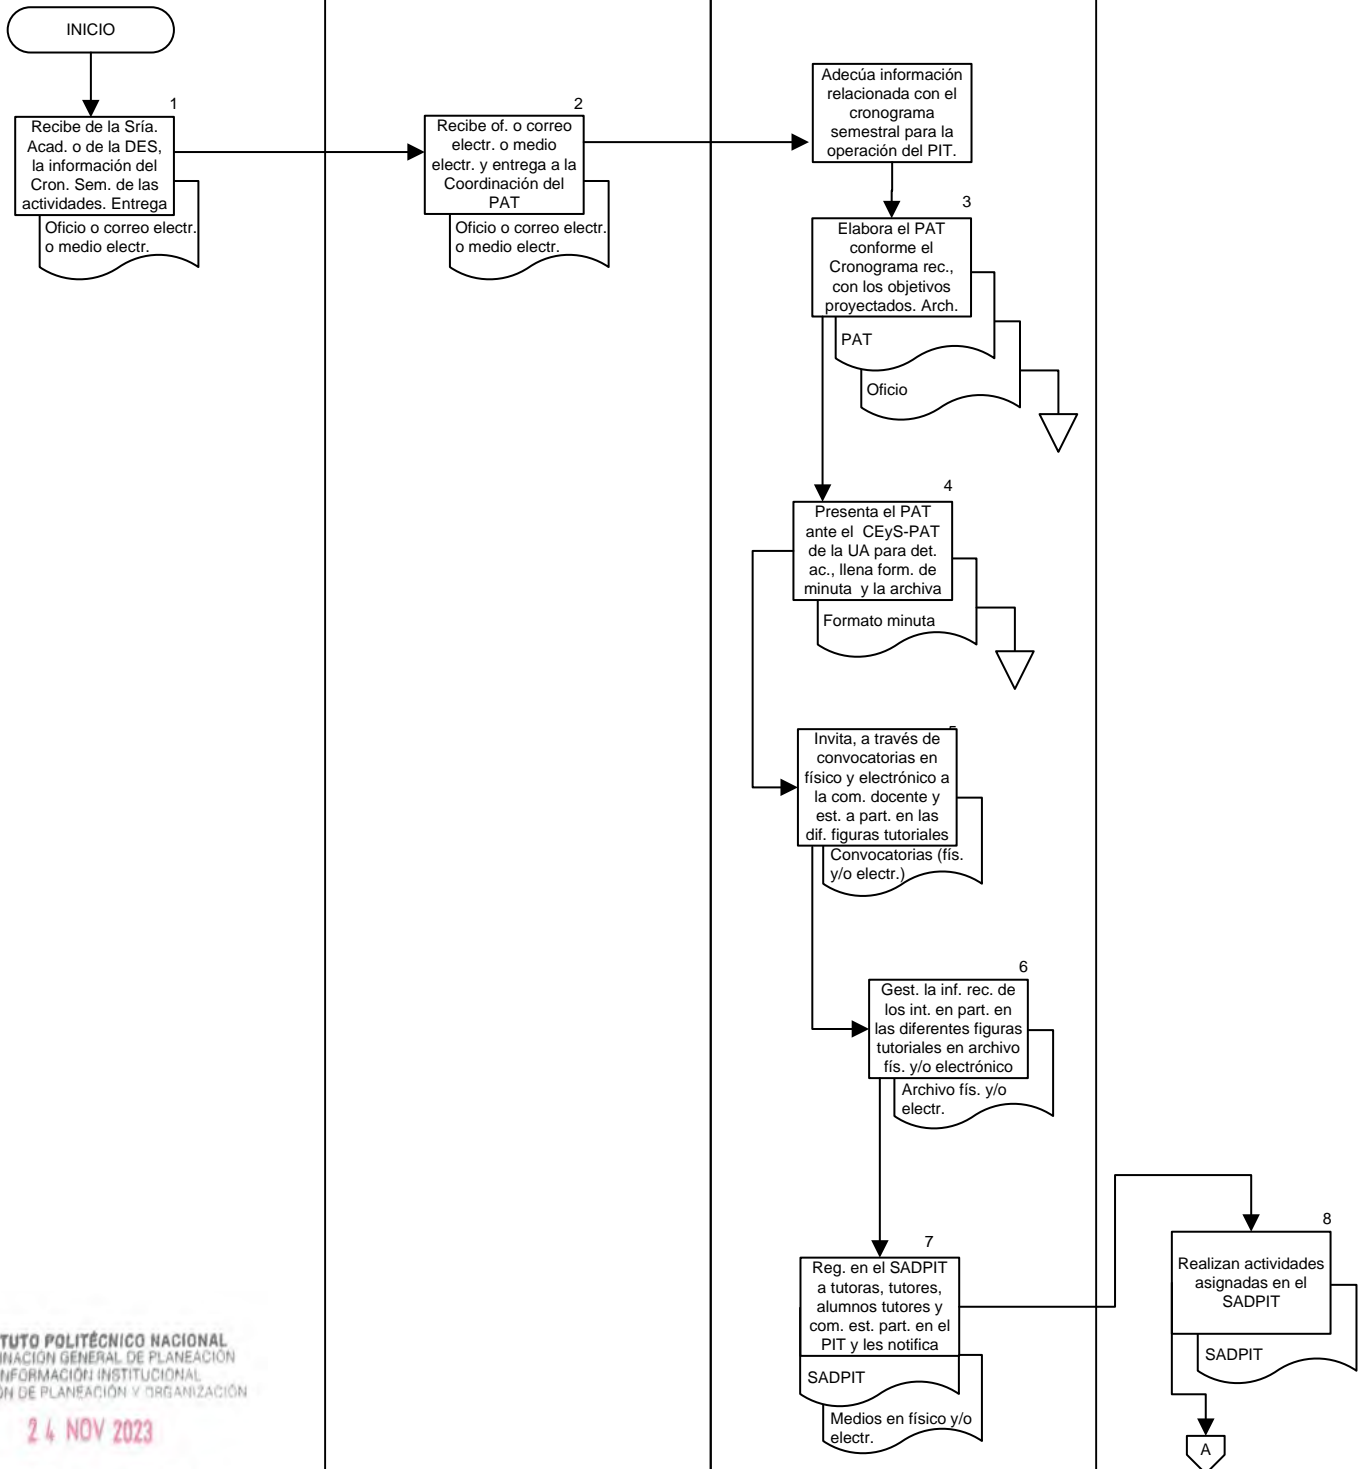 INICIO
1
Recibe de la Sría.
Acad. o de la DES,
la información del
Cron. Sem. de las
actividades. Entrega
Oficio o correo electr.
o medio electr.
2
Recibe of. o correo
electr. o medio
electr. y entrega a la
Coordinación del
PAT
Oficio o correo electr.
o medio electr.
Adecúa información
relacionada con el
cronograma
semestral para la
operación del PIT.
3
Elabora el PAT
conforme el
Cronograma rec.,
con los objetivos
proyectados. Arch.
PAT
Oficio
4
Presenta el PAT
ante el CEyS-PAT
de la UA para det.
ac., llena form. de
minuta y la archiva
Formato minuta
Invita, a través de
convocatorias en
físico y electrónico a
la com. docente y
est. a part. en las
dif. figuras tutoriales
Convocatorias (fís.
y/o electr.)
6
Gest. la inf. rec. de
los int. en part. en
las diferentes figuras
tutoriales en archivo
fís. y/o electrónico
Archivo fís. y/o
electr.
7
Reg. en el SADPIT
a tutoras, tutores,
alumnos tutores y
com. est. part. en el
PIT y les notifica
SADPIT
Medios en físico y/o
electr.
8
Realizan actividades
asignadas en el
SADPIT
SADPIT
A
TUTO POLITÉCNICO NACIONAL
INACIÓN GENERAL DE PLANEACIÓN
NFORMACIÓN INSTITUCIONAL
ÓN DE PLANEACIÓN Y ORGANIZACIÓN
24 NOV 2023